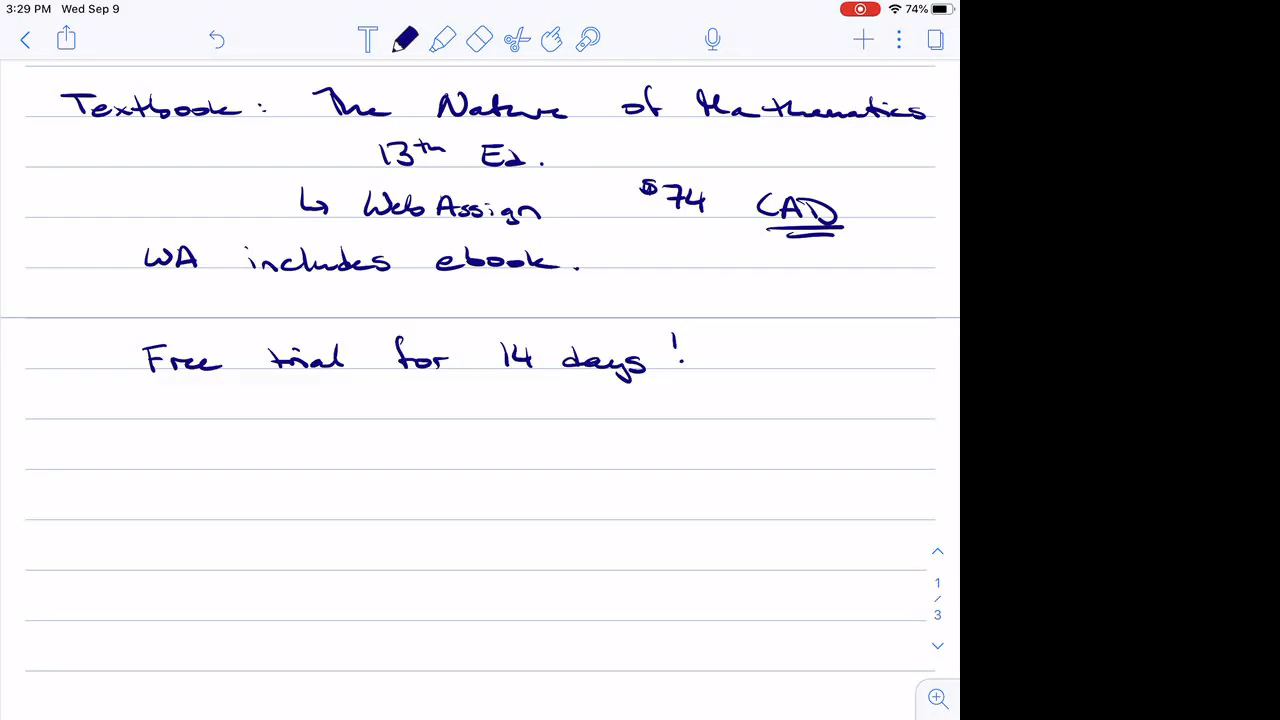 3:29 PM Wed Sep 9 74%
T
Textbook: The Nature of Mathematics
13th Ed.
↳ WebAssign $74 CAD
WA includes ebook.
Free trial for 14 days!
1
/
3